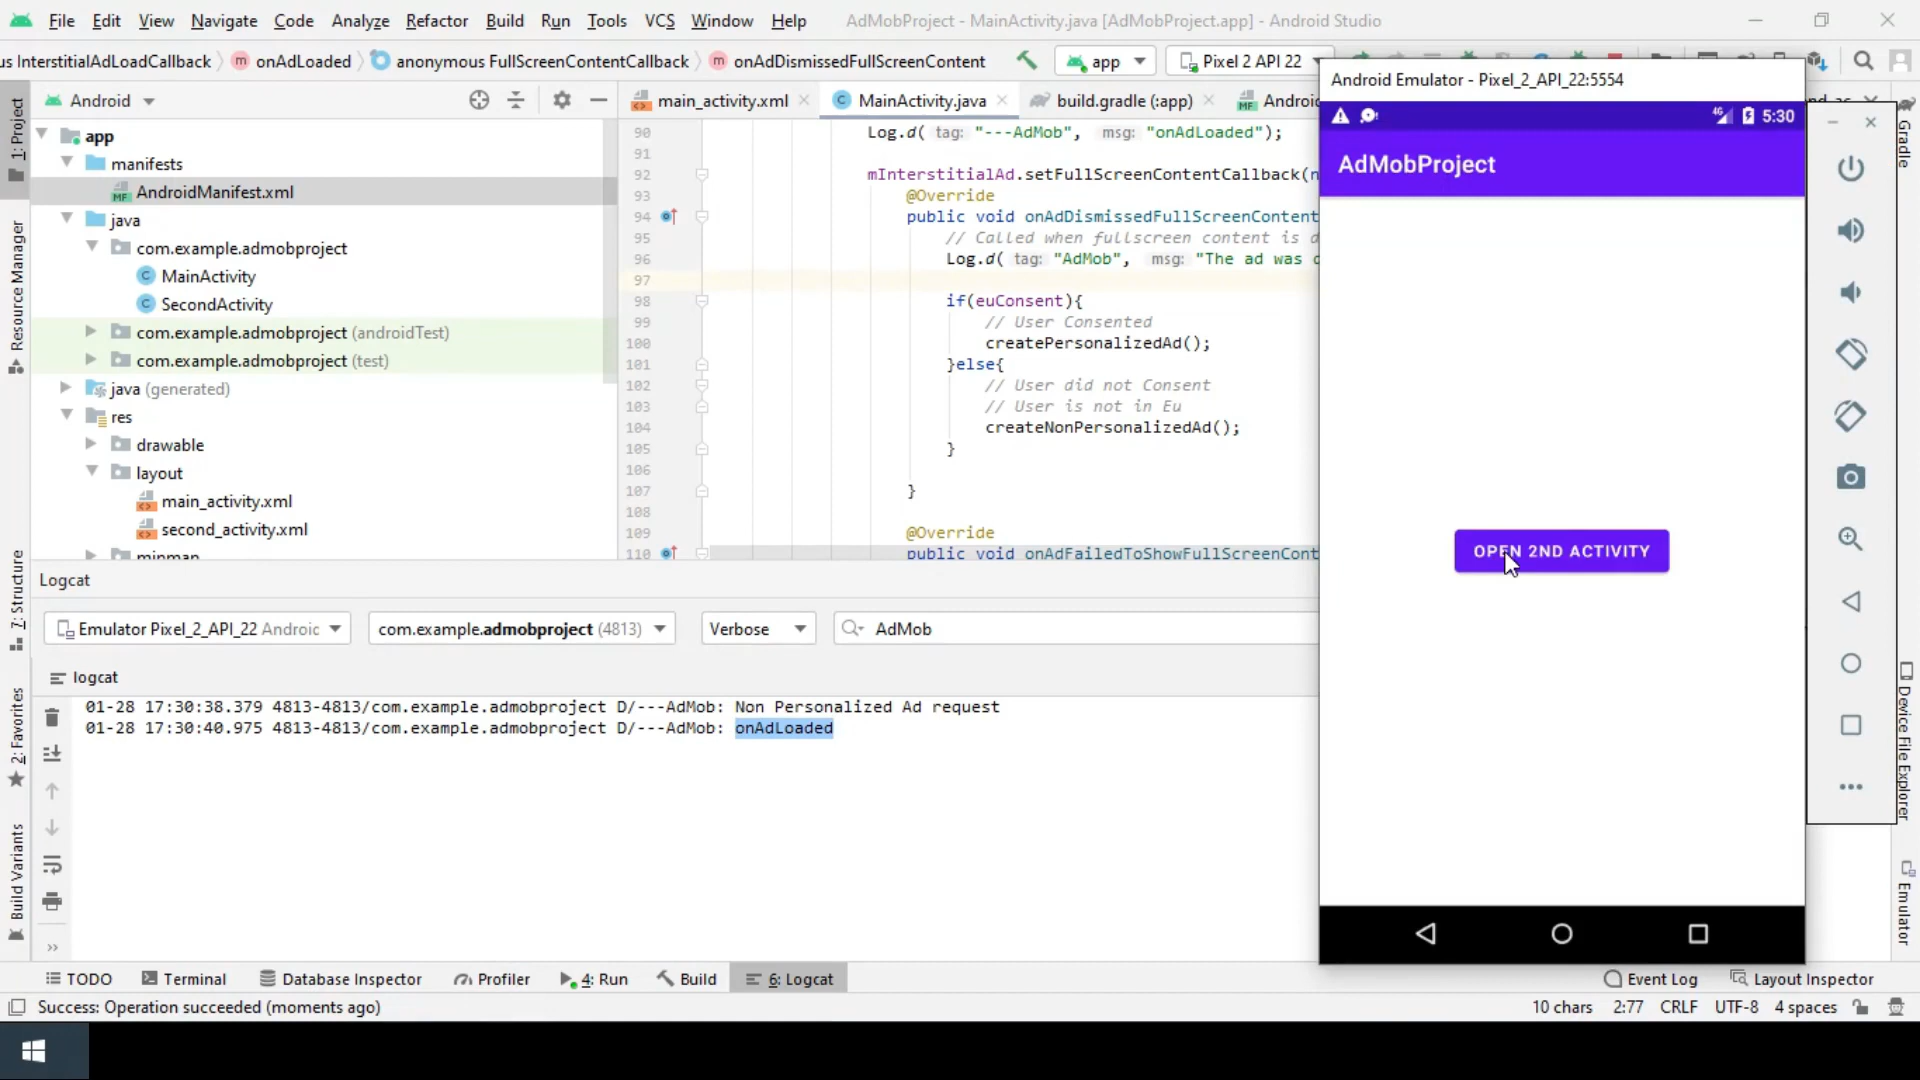 File Edit View Navigate Code Analyze Refactor Build Run Tools VCS Window Help AdMobProject - MainActivity.java [AdMobProject.app] - Android Studio
us InterstitialAdLoadCallback onAdLoaded anonymous FullScreenContentCallback onAdDismissedFullScreenContent app Pixel 2 API 22
Android main_activity.xml MainActivity.java build.gradle (:app)
app
manifests
AndroidManifest.xml
java
com.example.admobproject
MainActivity
SecondActivity
com.example.admobproject (androidTest)
com.example.admobproject (test)
java (generated)
res
drawable
layout
main_activity.xml
second_activity.xml
mipmap
1: Project
Resource Manager
7: Structure
2: Favorites
Build Variants
90 Log.d( tag: "---AdMob", msg: "onAdLoaded");
91
92 mInterstitialAd.setFullScreenContentCallback(n
93 @Override
94 public void onAdDismissedFullScreenContent
95 // Called when fullscreen content is d
96 Log.d( tag: "AdMob", msg: "The ad was d
97
98 if(euConsent){
99 // User Consented
100 createPersonalizedAd();
101 }else{
102 // User did not Consent
103 // User is not in Eu
104 createNonPersonalizedAd();
105 }
106
107 }
108
109 @Override
110 public void onAdFailedToShowFullScreenCont
Android Emulator - Pixel_2_API_22:5554
4G 5:30
AdMobProject
OPEN 2ND ACTIVITY
Gradle
Device File Explorer
Emulator
Logcat
Emulator Pixel_2_API_22 Android com.example.admobproject (4813) Verbose AdMob
logcat
01-28 17:30:38.379 4813-4813/com.example.admobproject D/---AdMob: Non Personalized Ad request
01-28 17:30:40.975 4813-4813/com.example.admobproject D/---AdMob: onAdLoaded
TODO Terminal Database Inspector Profiler 4: Run Build 6: Logcat Event Log Layout Inspector
Success: Operation succeeded (moments ago) 10 chars 2:77 CRLF UTF-8 4 spaces